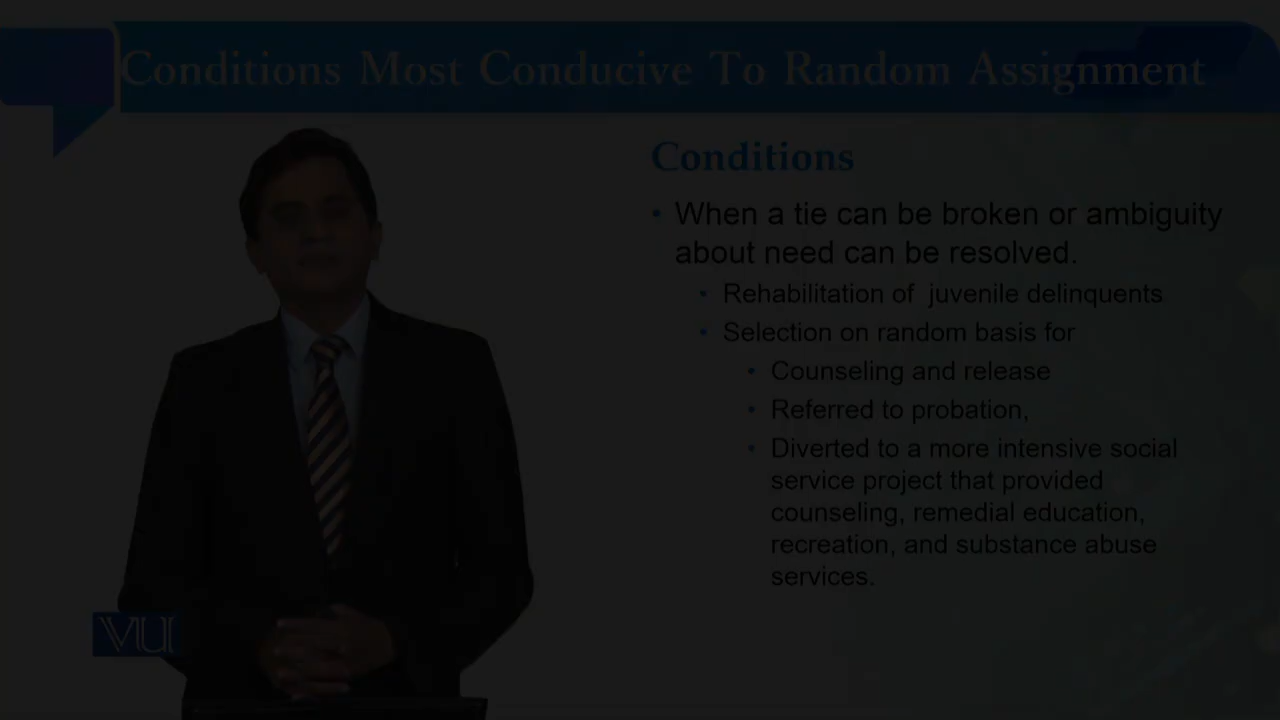 Conditions Most Conducive To Random Assignment
Conditions
• When a tie can be broken or ambiguity
about need can be resolved.
• Rehabilitation of juvenile delinquents
• Selection on random basis for
• Counseling and release
• Referred to probation,
• Diverted to a more intensive social
service project that provided
counseling, remedial education,
recreation, and substance abuse
services.
VU